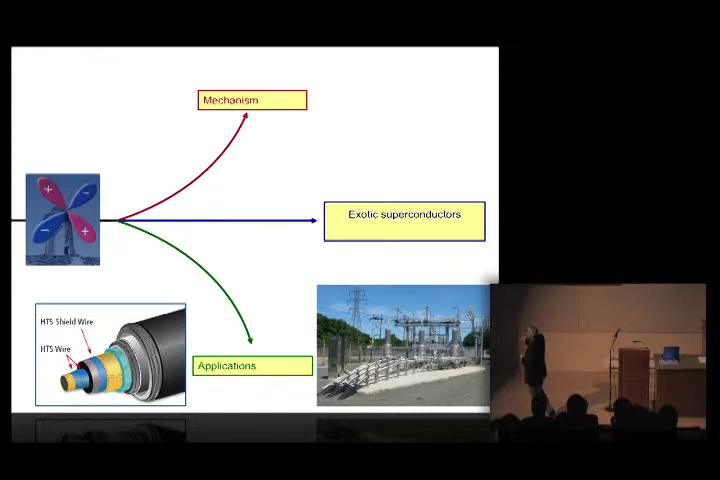 Mechanism
+
−
−
+
Exotic superconductors
HTS Shield Wire
HTS Wire
Applications